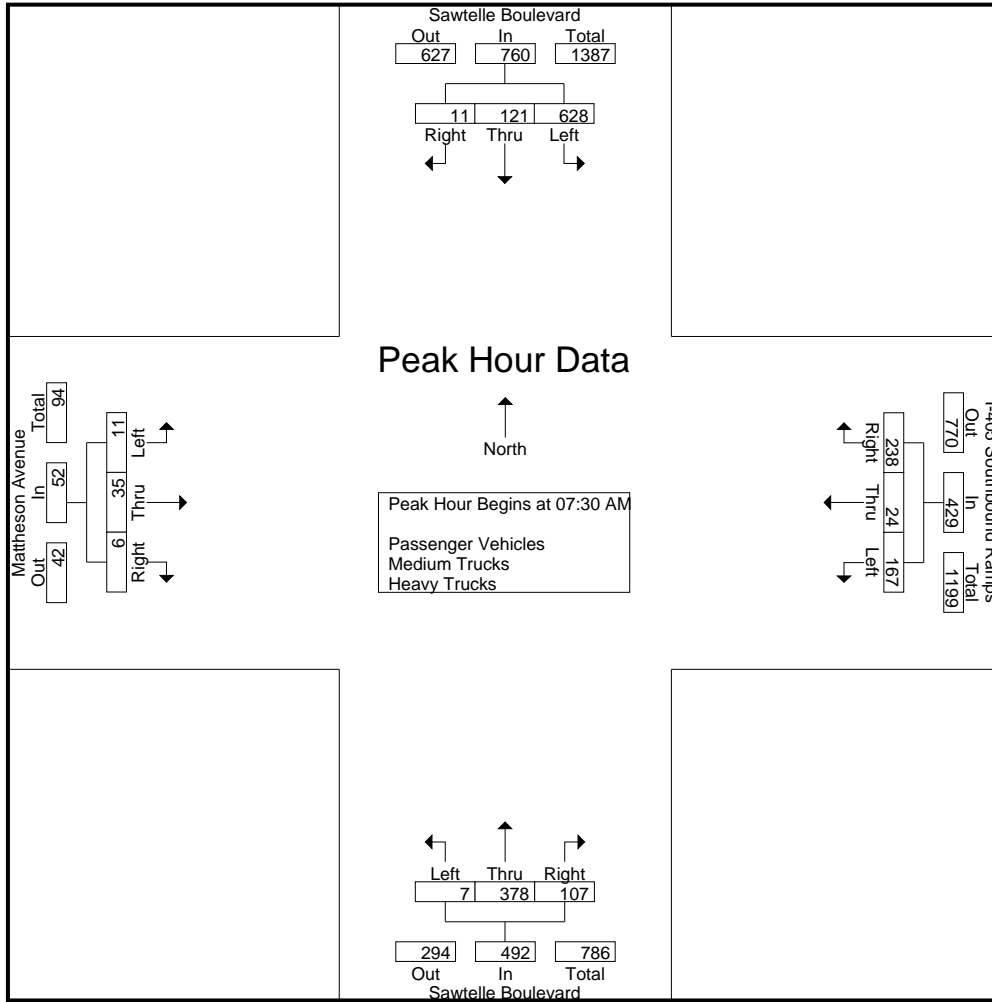 Sawtelle Boulevard
Out In Total
627 760 1387
11 121 628
Right Thru Left
Peak Hour Data
North
Peak Hour Begins at 07:30 AM
Passenger Vehicles
Medium Trucks
Heavy Trucks
Mattheson Avenue
Out In Total
42 52 94
11 35 6
Left Thru Right
I-405 Southbound Ramps
Out In Total
770 429 1199
238 24 167
Right Thru Left
Left Thru Right
7 378 107
294 492 786
Out In Total
Sawtelle Boulevard